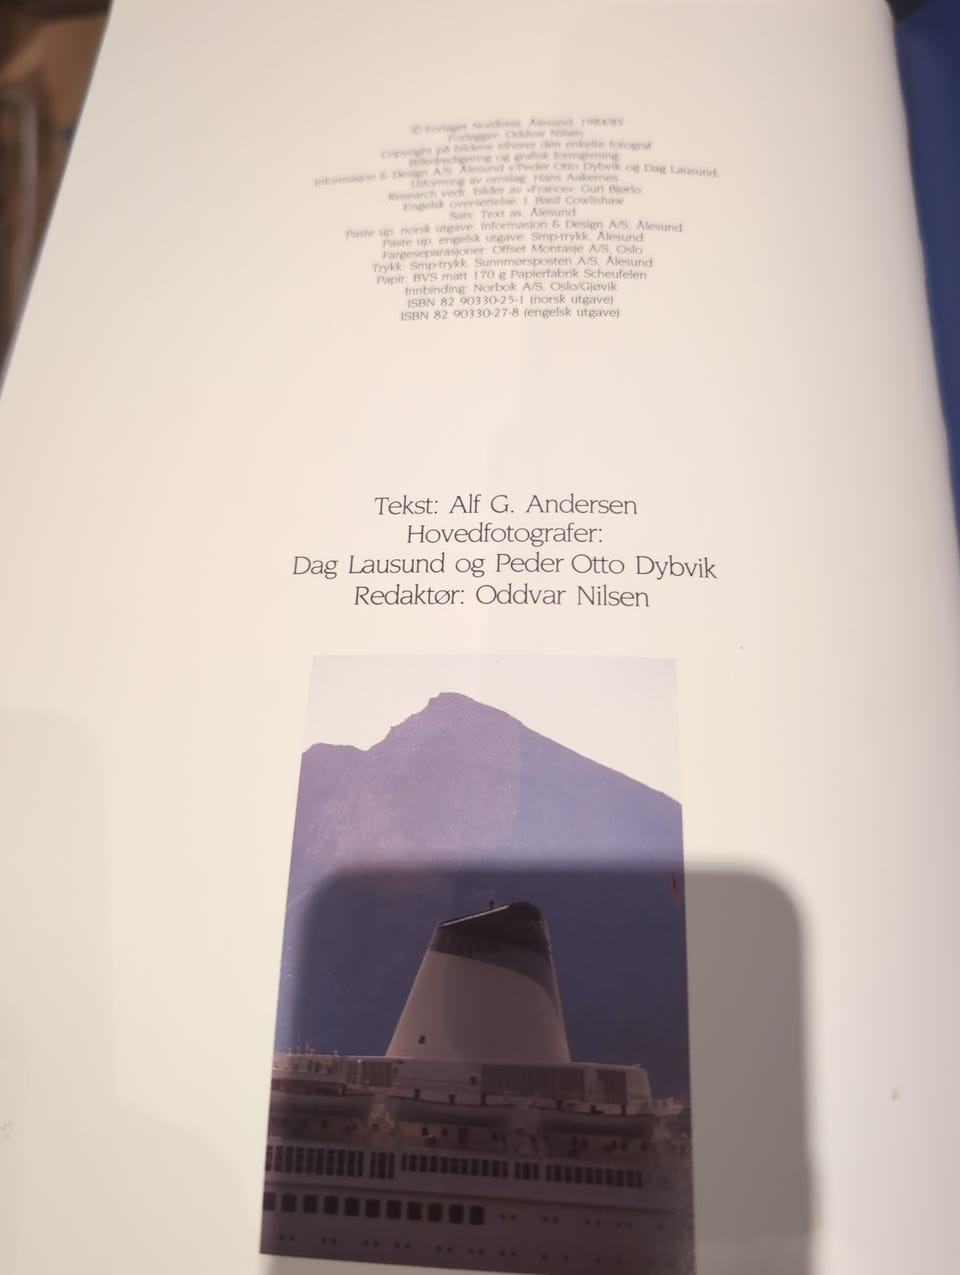 © Forlaget Nordvest, Ålesund, 1984/85
Forlegger: Oddvar Nilsen
Copyright på bildene tilhører den enkelte fotograf
Billedredigering og grafisk formgivning:
Informasjon & Design A/S, Ålesund v/Peder Otto Dybvik og Dag Lausund
Utforming av omslag: Hans Aakernes
Research vedr. bilder av «France»: Guri Bjørlo
Engelsk oversettelse: J. Basil Cowlishaw
Sats: Text as, Ålesund
Paste up, norsk utgave: Informasjon & Design A/S, Ålesund
Paste up, engelsk utgave: Smp-trykk, Ålesund
Fargeseparasjoner: Offset Montasje A/S, Oslo
Trykk: Smp-trykk, Sunnmørsposten A/S, Ålesund
Papir: BVS matt 170 g Papierfabrik Scheufelen
Innbinding: Norbok A/S, Oslo/Gjøvik
ISBN 82 90330-25-1 (norsk utgave)
ISBN 82 90330-27-8 (engelsk utgave)
Tekst: Alf G. Andersen
Hovedfotografer:
Dag Lausund og Peder Otto Dybvik
Redaktør: Oddvar Nilsen